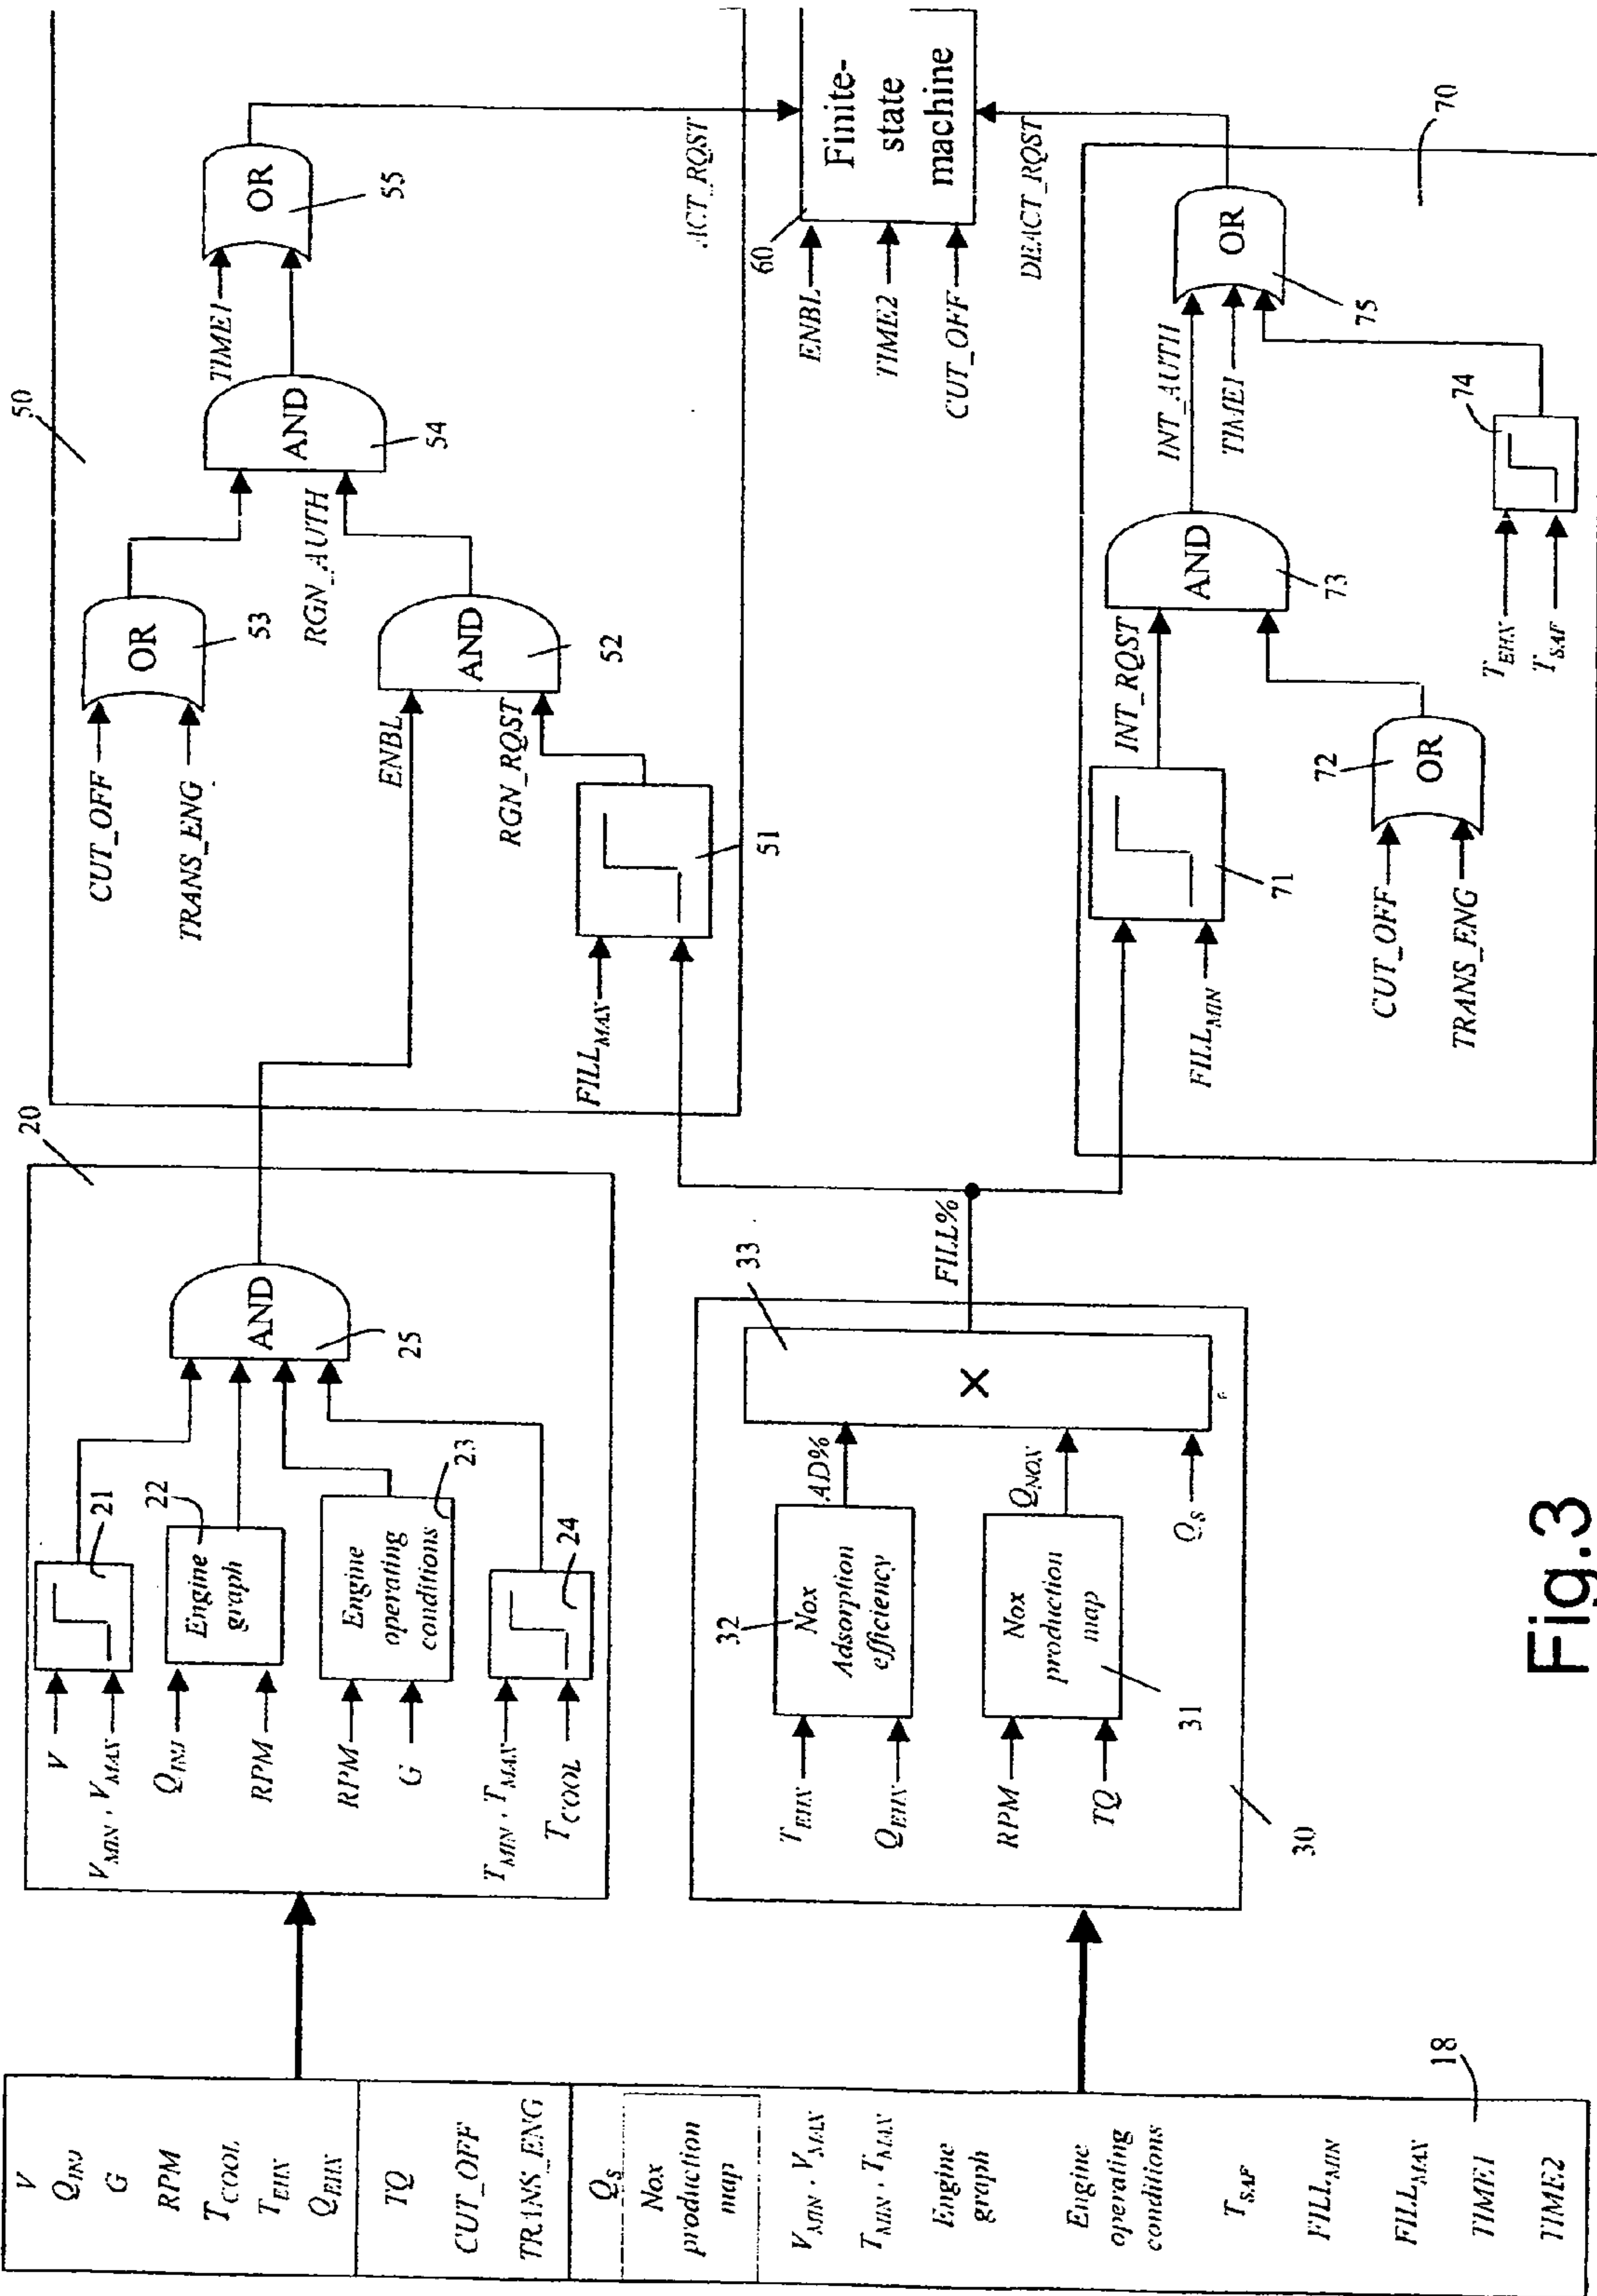 V
Q_INJ
G
RPM
T_COOL
T_EHX
Q_EHX
TQ
CUT_OFF
TRANS_ENG
Q_S
Nox
production
map
V_MIN , V_MAX
T_MIN , T_MAX
Engine
graph
Engine
operating
conditions
T_SAF
FILL_MIN
FILL_MAX
TIME1
TIME2
18
20
V
V_MIN , V_MAX
21
Q_INJ
RPM
22
Engine
graph
RPM
G
Engine
operating
conditions
23
T_MIN , T_MAX
T_COOL
24
AND
25
30
T_EHX
Q_EHX
32
Nox
Adsorption
efficiency
AD%
RPM
TQ
Nox
production
map
31
Q_NOX
Q_S
33
X
FILL%
50
CUT_OFF
TRANS_ENG
OR
53
ENBL
RGN_RQST
FILL_MAX
51
AND
52
RGN_AUTH
AND
54
TIME1
OR
55
ACT_RQST
60
Finite-
state
machine
ENBL
TIME2
CUT_OFF
DEACT_RQST
70
FILL_MIN
71
INT_RQST
CUT_OFF
TRANS_ENG
72
OR
AND
73
INT_AUTH
TIME1
T_EHX
T_SAF
74
OR
75
Fig.3